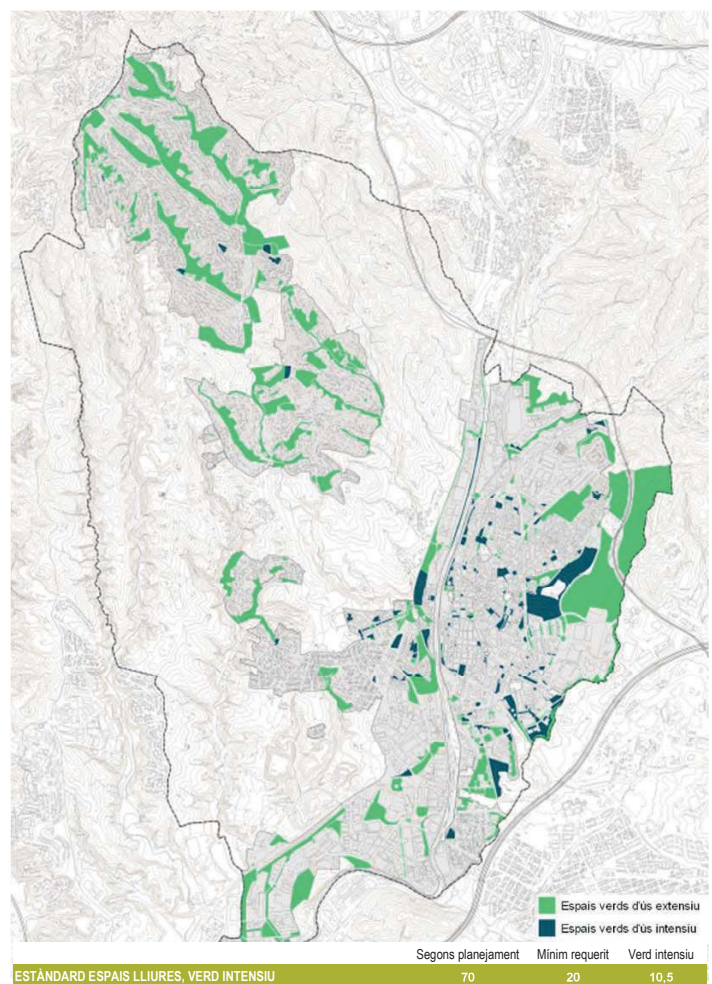 Espais verds d'ús extensiu
Espais verds d'ús intensiu
Segons planejament Mínim requerit Verd intensiu
ESTÀNDARD ESPAIS LLIURES, VERD INTENSIU 70 20 10,5